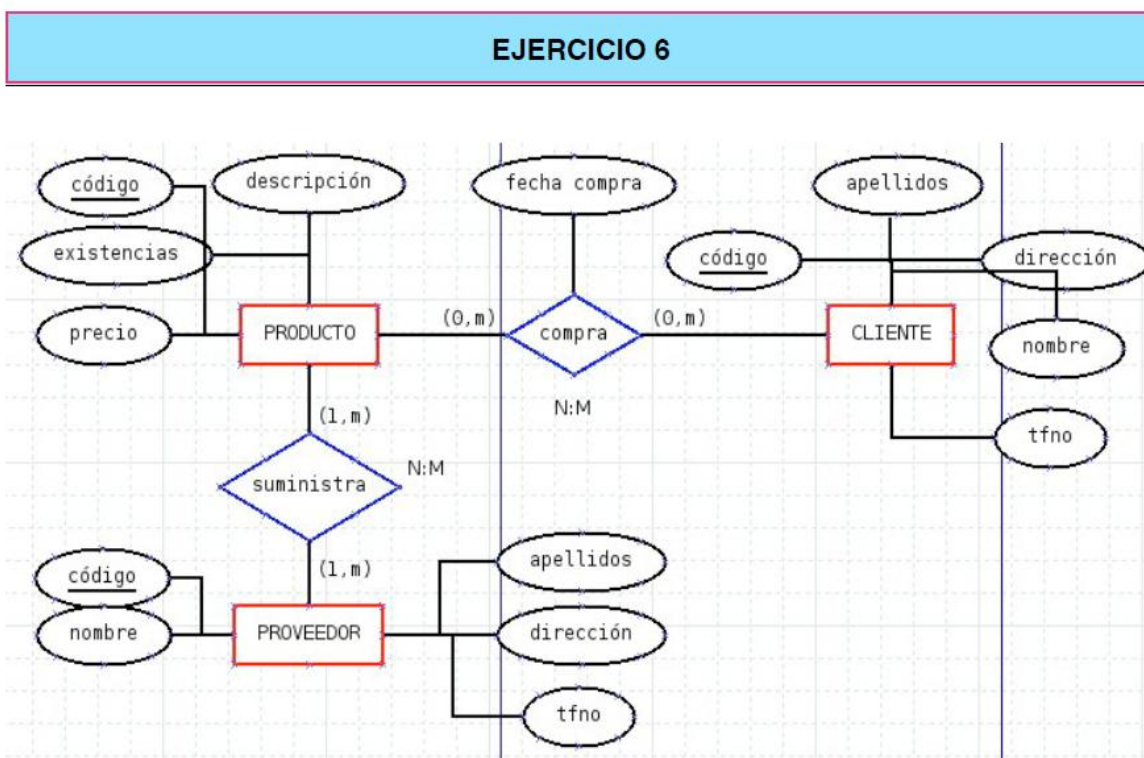 EJERCICIO 6
código
descripción
fecha compra
apellidos
existencias
código
dirección
precio
PRODUCTO
(0,m)
compra
(0,m)
CLIENTE
nombre
N:M
(1,m)
tfno
suministra
N:M
(1,m)
apellidos
código
nombre
PROVEEDOR
dirección
tfno